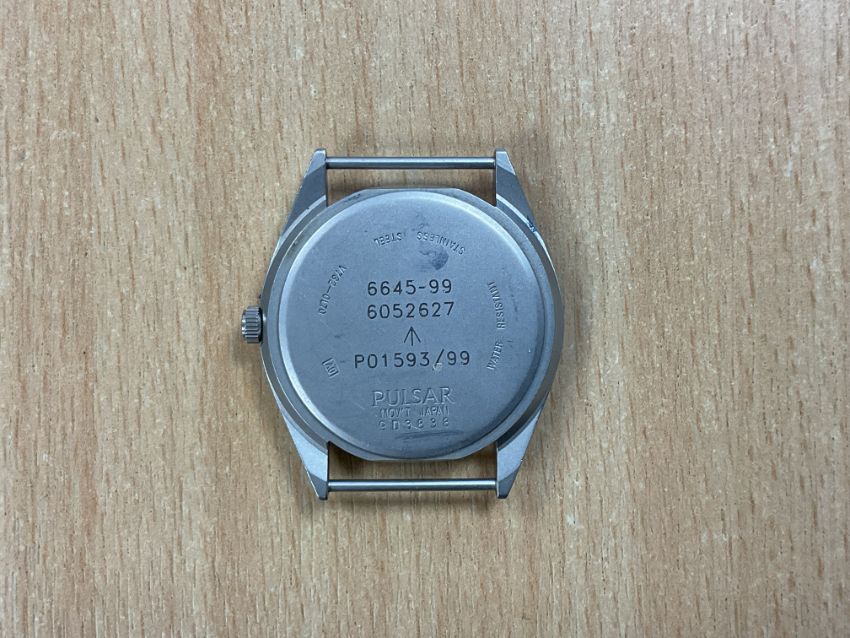 STAINLESS STEEL
6645-99
6052627
↑
P01593/99
WATER RESISTANT
PULSAR
MOV'T JAPAN